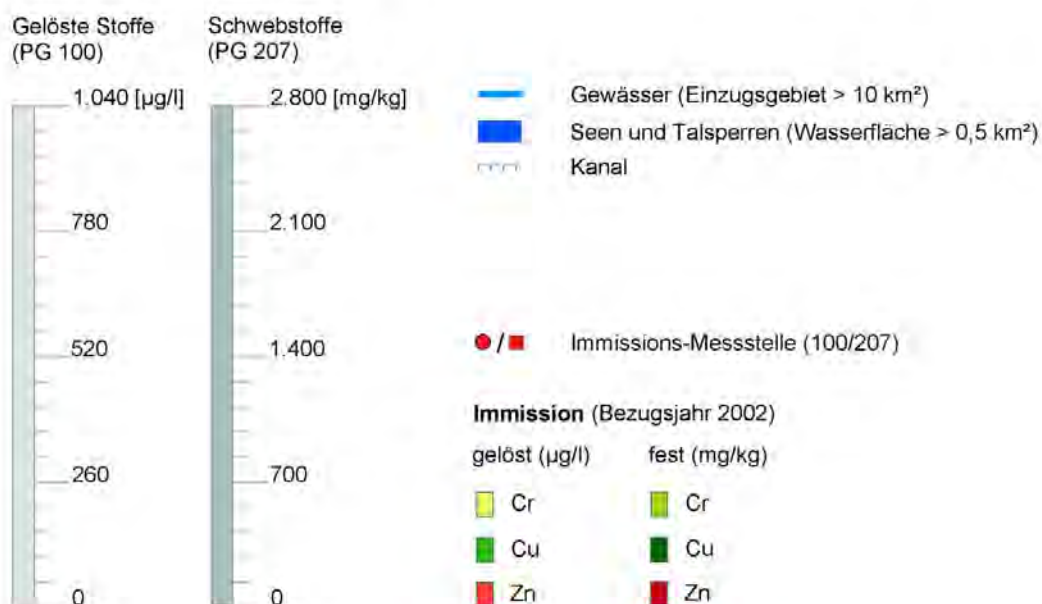 Gelöste Stoffe
(PG 100)
1.040 [µg/l]
780
520
260
0
Schwebstoffe
(PG 207)
2.800 [mg/kg]
2.100
1.400
700
0
Gewässer (Einzugsgebiet > 10 km²)
Seen und Talsperren (Wasserfläche > 0,5 km²)
Kanal
/ Immissions-Messstelle (100/207)
Immission (Bezugsjahr 2002)
gelöst (µg/l)
Cr
Cu
Zn
fest (mg/kg)
Cr
Cu
Zn